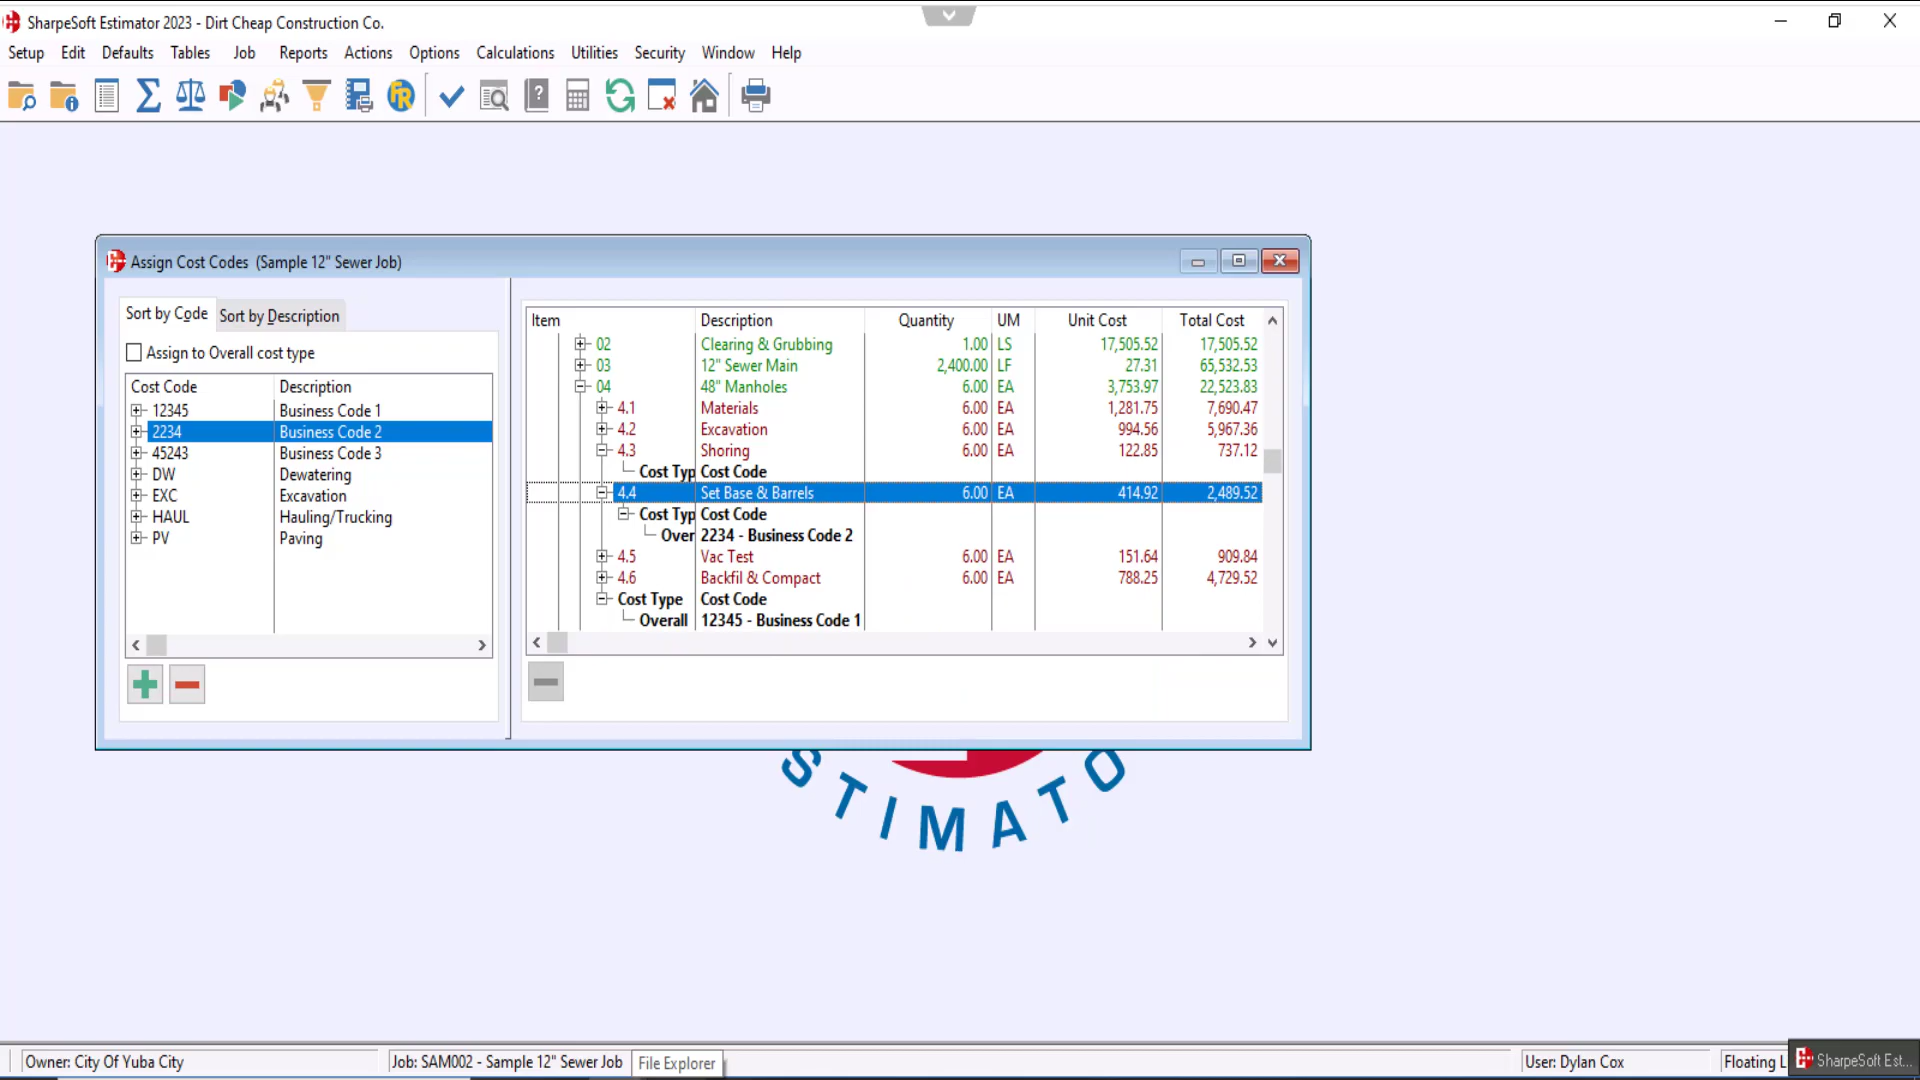 SharpeSoft Estimator 2023 - Dirt Cheap Construction Co.
Setup Edit Defaults Tables Job Reports Actions Options Calculations Utilities Security Window Help
Assign Cost Codes (Sample 12" Sewer Job)
Sort by Code Sort by Description
Assign to Overall cost type
Cost Code Description
12345 Business Code 1
2234 Business Code 2
45243 Business Code 3
DW Dewatering
EXC Excavation
HAUL Hauling/Trucking
PV Paving
Item Description Quantity UM Unit Cost Total Cost
02 Clearing & Grubbing 1.00 LS 17,505.52 17,505.52
03 12" Sewer Main 2,400.00 LF 27.31 65,532.53
04 48" Manholes 6.00 EA 3,753.97 22,523.83
4.1 Materials 6.00 EA 1,281.75 7,690.47
4.2 Excavation 6.00 EA 994.56 5,967.36
4.3 Shoring 6.00 EA 122.85 737.12
Cost Typ Cost Code
4.4 Set Base & Barrels 6.00 EA 414.92 2,489.52
Cost Typ Cost Code
Over 2234 - Business Code 2
4.5 Vac Test 6.00 EA 151.64 909.84
4.6 Backfil & Compact 6.00 EA 788.25 4,729.52
Cost Type Cost Code
Overall 12345 - Business Code 1
STIMATO
Owner: City Of Yuba City Job: SAM002 - Sample 12" Sewer Job File Explorer User: Dylan Cox Floating L SharpeSoft Est...